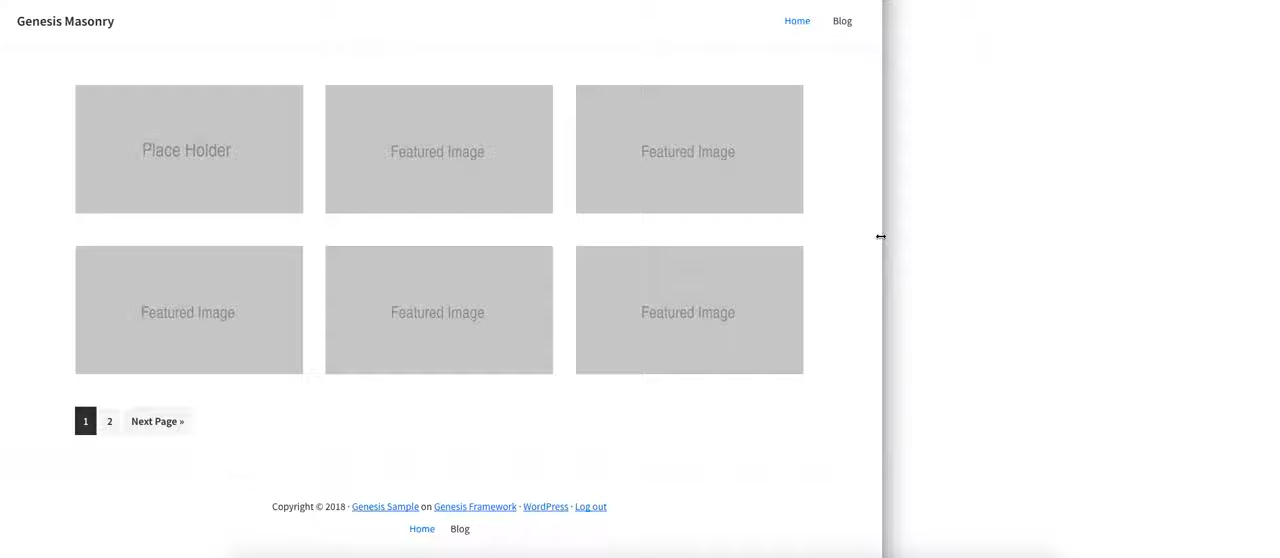 Genesis Masonry
Home Blog
Place Holder Featured Image Featured Image
Featured Image Featured Image Featured Image
1 2 Next Page »
Copyright © 2018 · Genesis Sample on Genesis Framework · WordPress · Log out
Home Blog